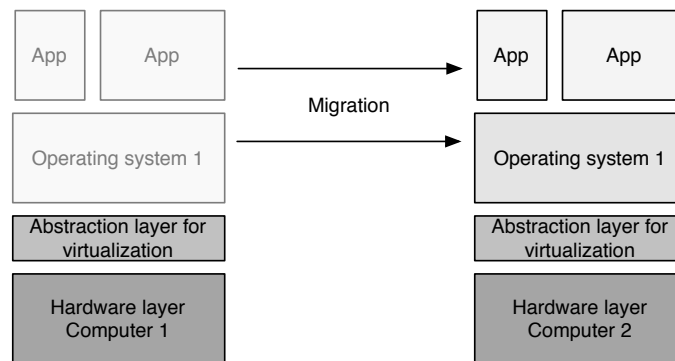 App App App App
Migration
Operating system 1 Operating system 1
Abstraction layer for
virtualization
Abstraction layer for
virtualization
Hardware layer
Computer 1
Hardware layer
Computer 2